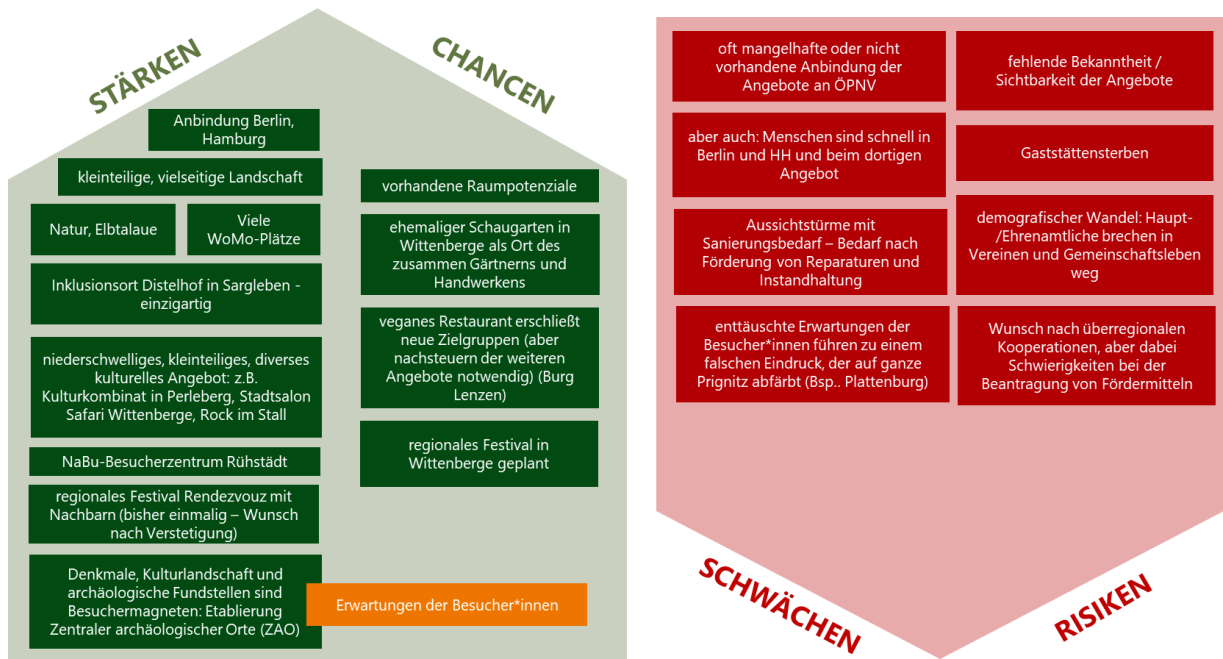 STÄRKEN
Anbindung Berlin,
Hamburg
kleinteilige, vielseitige Landschaft
Natur, Elbtalaue
Viele
WoMo-Plätze
Inklusionsort Distelhof in Sargleben -
einzigartig
niederschwelliges, kleinteiliges, diverses
kulturelles Angebot: z.B.
Kulturkombinat in Perleberg, Stadtsalon
Safari Wittenberge, Rock im Stall
NaBu-Besucherzentrum Rühstädt
regionales Festival Rendezvouz mit
Nachbarn (bisher einmalig – Wunsch
nach Verstetigung)
Denkmale, Kulturlandschaft und
archäologische Fundstellen sind
Besuchermagneten: Etablierung
Zentraler archäologischer Orte (ZAO)
Erwartungen der Besucher*innen
CHANCEN
vorhandene Raumpotenziale
ehemaliger Schaugarten in
Wittenberge als Ort des
zusammen Gärtnerns und
Handwerkens
veganes Restaurant erschließt
neue Zielgruppen (aber
nachsteuern der weiteren
Angebote notwendig) (Burg
Lenzen)
regionales Festival in
Wittenberge geplant
oft mangelhafte oder nicht
vorhandene Anbindung der
Angebote an ÖPNV
aber auch: Menschen sind schnell in
Berlin und HH und beim dortigen
Angebot
Aussichtstürme mit
Sanierungsbedarf – Bedarf nach
Förderung von Reparaturen und
Instandhaltung
enttäuschte Erwartungen der
Besucher*innen führen zu einem
falschen Eindruck, der auf ganze
Prignitz abfärbt (Bsp.. Plattenburg)
SCHWÄCHEN
fehlende Bekanntheit /
Sichtbarkeit der Angebote
Gaststättensterben
demografischer Wandel: Haupt-
/Ehrenamtliche brechen in
Vereinen und Gemeinschaftsleben
weg
Wunsch nach überregionalen
Kooperationen, aber dabei
Schwierigkeiten bei der
Beantragung von Fördermitteln
RISIKEN